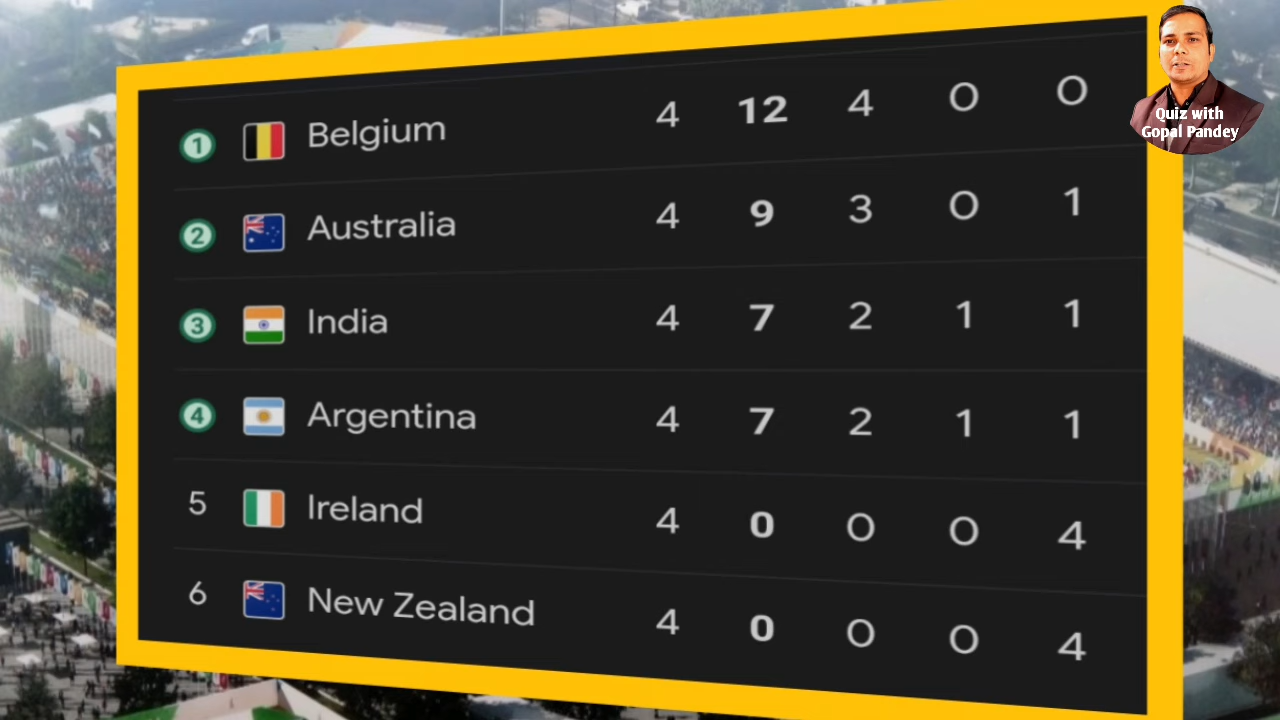 1 Belgium 4 12 4 0 0
2 Australia 4 9 3 0 1
3 India 4 7 2 1 1
4 Argentina 4 7 2 1 1
5 Ireland 4 0 0 0 4
6 New Zealand 4 0 0 0 4
Quiz with
Gopal Pandey